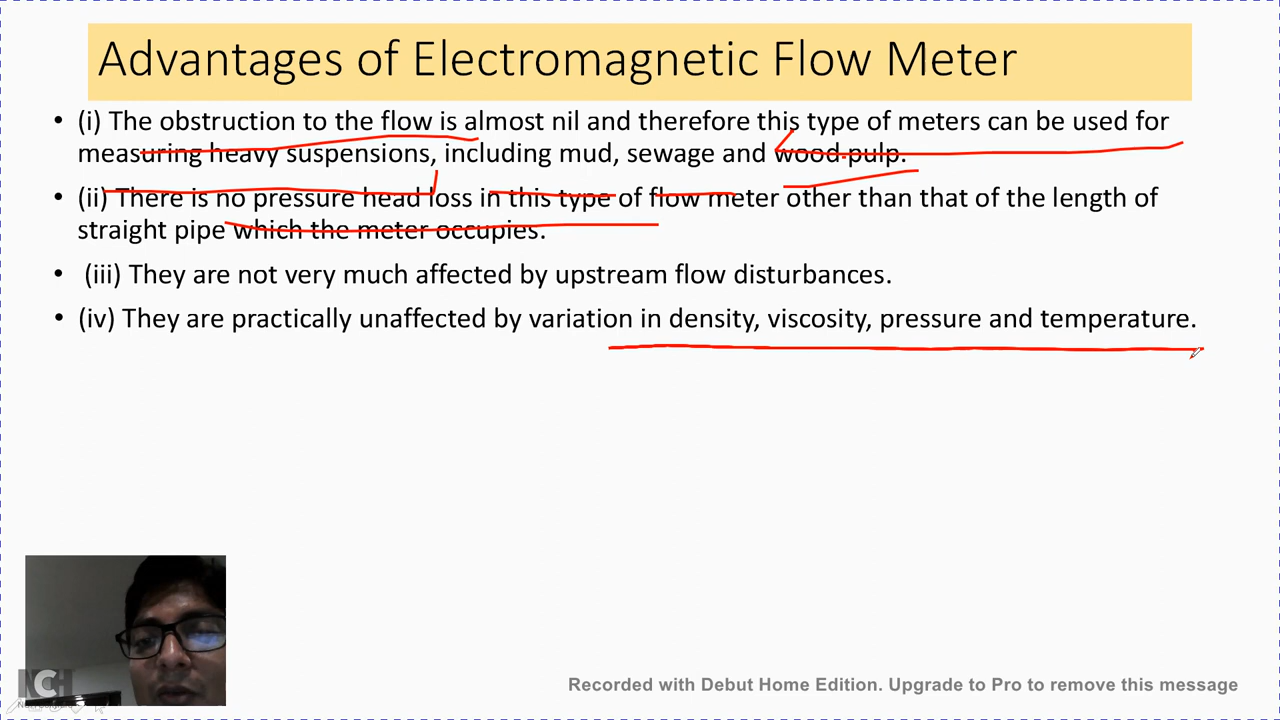 Advantages of Electromagnetic Flow Meter
• (i) The obstruction to the flow is almost nil and therefore this type of meters can be used for
measuring heavy suspensions, including mud, sewage and wood pulp.
• (ii) There is no pressure head loss in this type of flow meter other than that of the length of
straight pipe which the meter occupies.
• (iii) They are not very much affected by upstream flow disturbances.
• (iv) They are practically unaffected by variation in density, viscosity, pressure and temperature.
NCH
Recorded with Debut Home Edition. Upgrade to Pro to remove this message